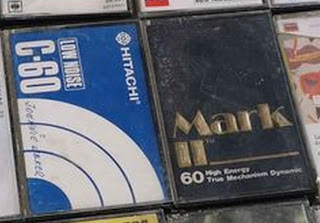 HITACHI
LOW NOISE
C-60
Mark
II
60 High Energy
True Mechanism Dynamic